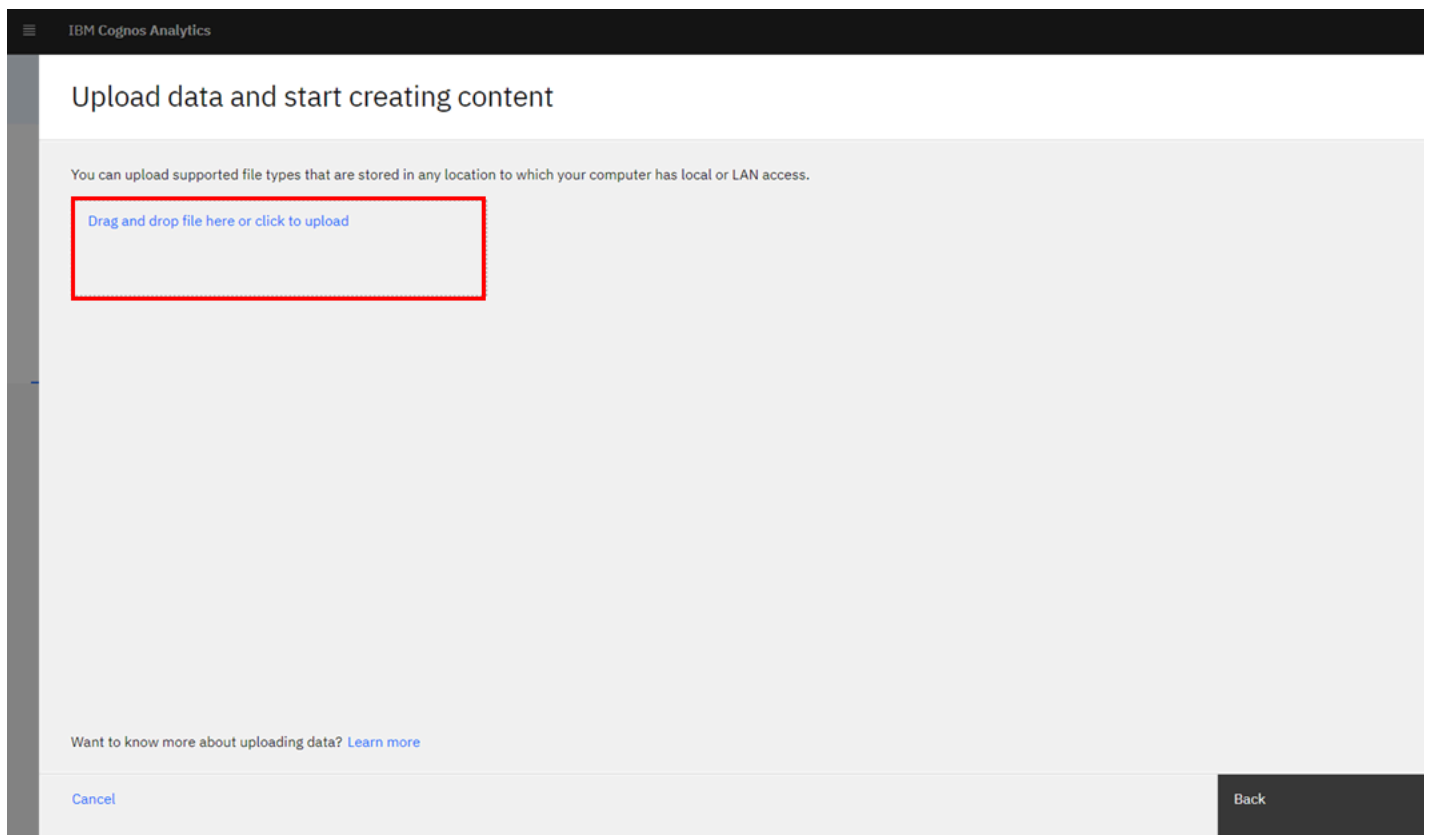 IBM Cognos Analytics
Upload data and start creating content
You can upload supported file types that are stored in any location to which your computer has local or LAN access.
Drag and drop file here or click to upload
Want to know more about uploading data? Learn more
Cancel
Back